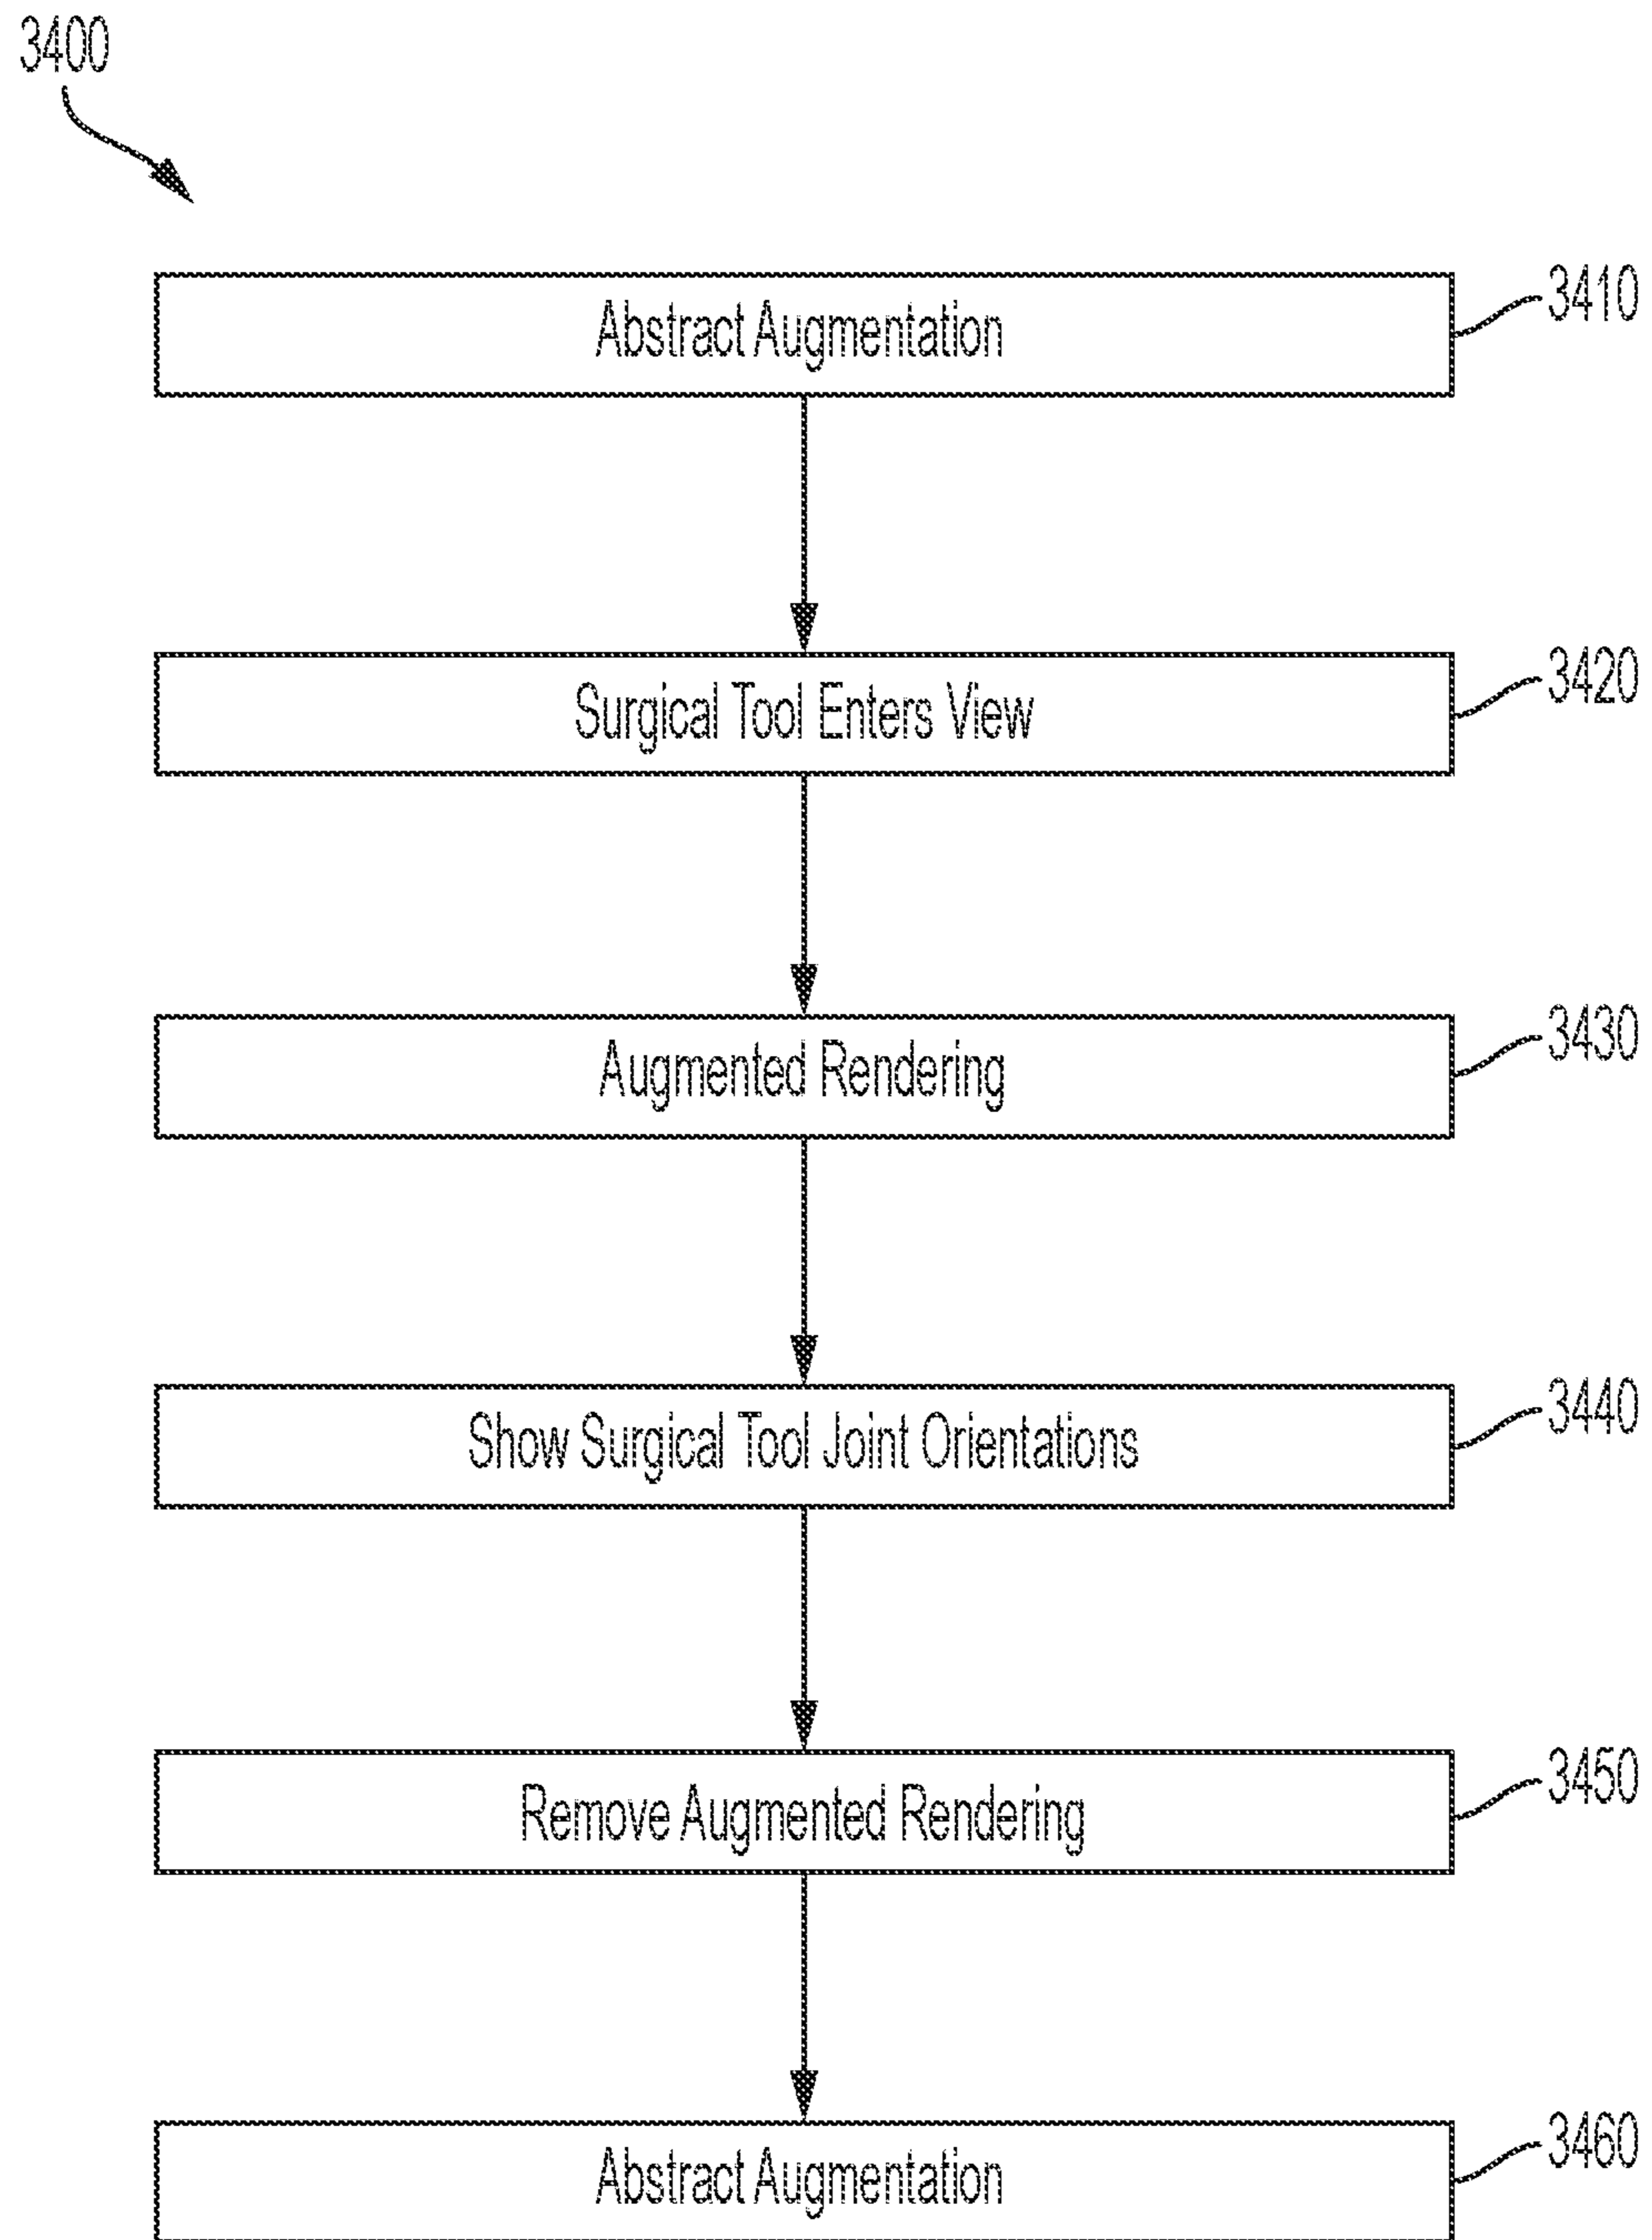 3400
Abstract Augmentation
3410
Surgical Tool Enters View
3420
Augmented Rendering
3430
Show Surgical Tool Joint Orientations
3440
Remove Augmented Rendering
3450
Abstract Augmentation
3460